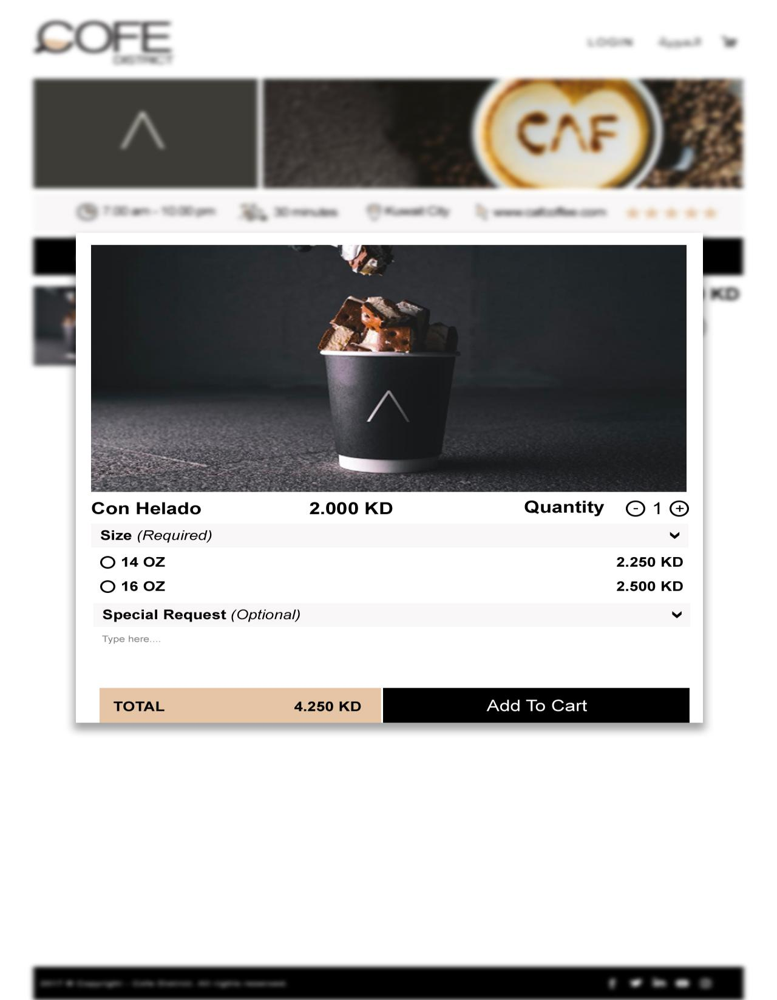 COFE
DISTRICT
LOGIN العربية
CAF
7:00 am - 10:00 pm 30 minutes Kuwait City www.cafcoffee.com
KD
Con Helado 2.000 KD Quantity - 1 +
Size (Required)
14 OZ 2.250 KD
16 OZ 2.500 KD
Special Request (Optional)
Type here....
TOTAL 4.250 KD Add To Cart
2017 © Copyright - Cofe District. All rights reserved.